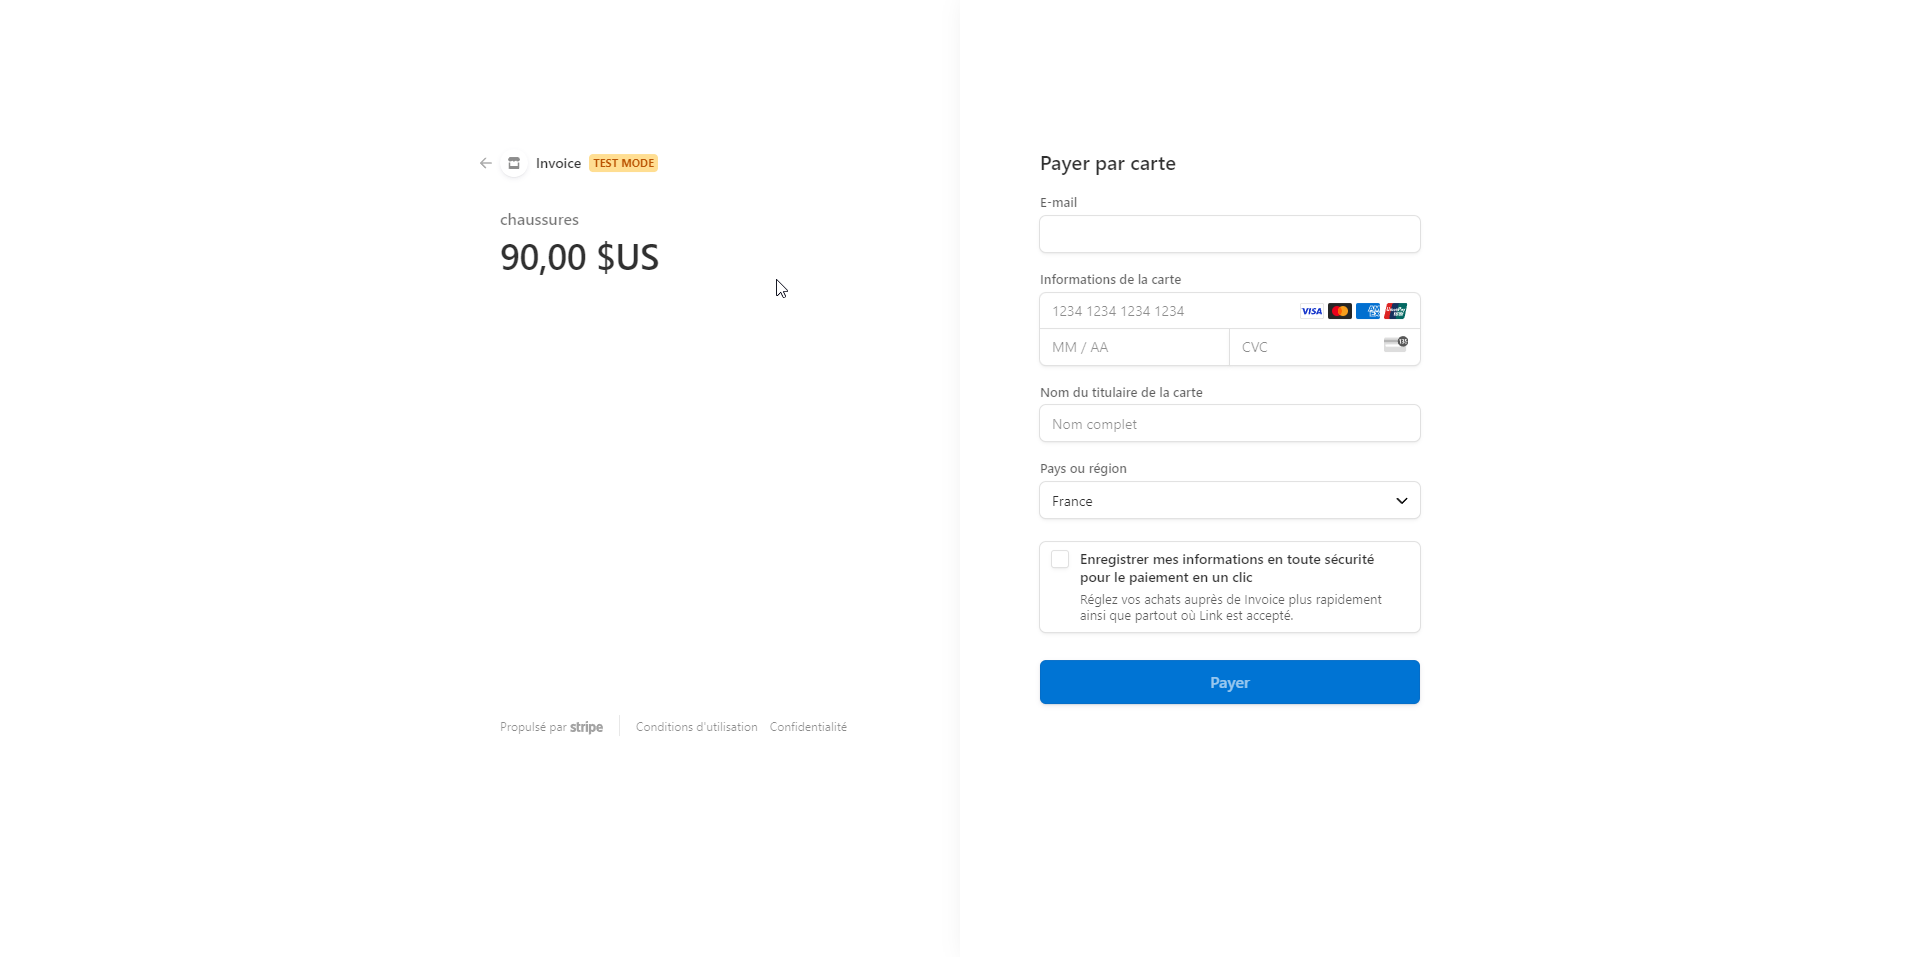 Invoice TEST MODE
chaussures
90,00 $US
Propulsé par stripe
Conditions d'utilisation Confidentialité
Payer par carte
E-mail
Informations de la carte
1234 1234 1234 1234 VISA
MM / AA CVC
Nom du titulaire de la carte
Nom complet
Pays ou région
France
Enregistrer mes informations en toute sécurité
pour le paiement en un clic
Réglez vos achats auprès de Invoice plus rapidement
ainsi que partout où Link est accepté.
Payer